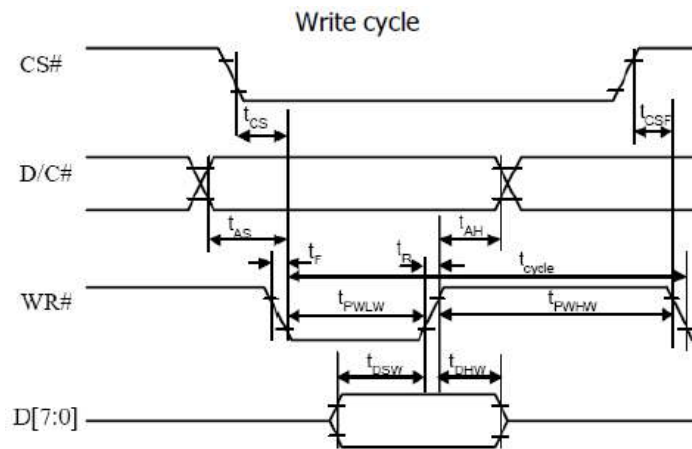 Write cycle
CS#
tCS
tCSF
D/C#
tAS
tAH
tF
tR
tcycle
WR#
tPWLW
tPWHW
tDSW
tDHW
D[7:0]